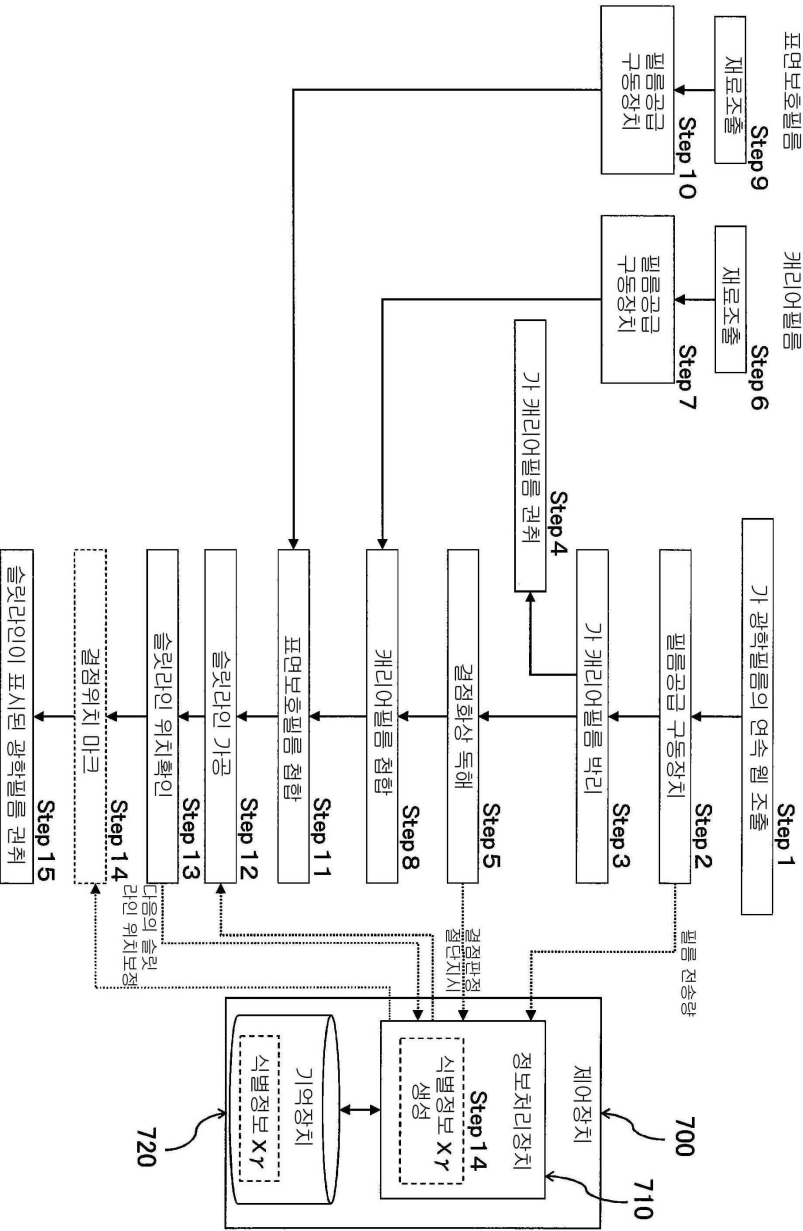 표면보호필름
재료조출
Step 9
필름공급
구동장치
Step 10
캐리어필름
재료조출
Step 6
필름공급
구동장치
Step 7
가 캐리어필름 권취
Step 4
가 광학필름의 연속 웹 조출
Step 1
필름공급 구동장치
Step 2
가 캐리어필름 박리
Step 3
결점화상 독해
Step 5
캐리어필름 첩합
Step 8
표면보호필름 첩합
Step 11
슬릿라인 가공
Step 12
슬릿라인 위치확인
Step 13
결점위치 마크
Step 14
슬릿라인이 표시된 광학필름 권취
Step 15
필름 전송량
결점판정
절단지시
다음의 슬릿
라인 위치보정
제어장치
700
정보처리장치
710
Step 14
식별정보 Xγ
생성
기억장치
식별정보 Xγ
720